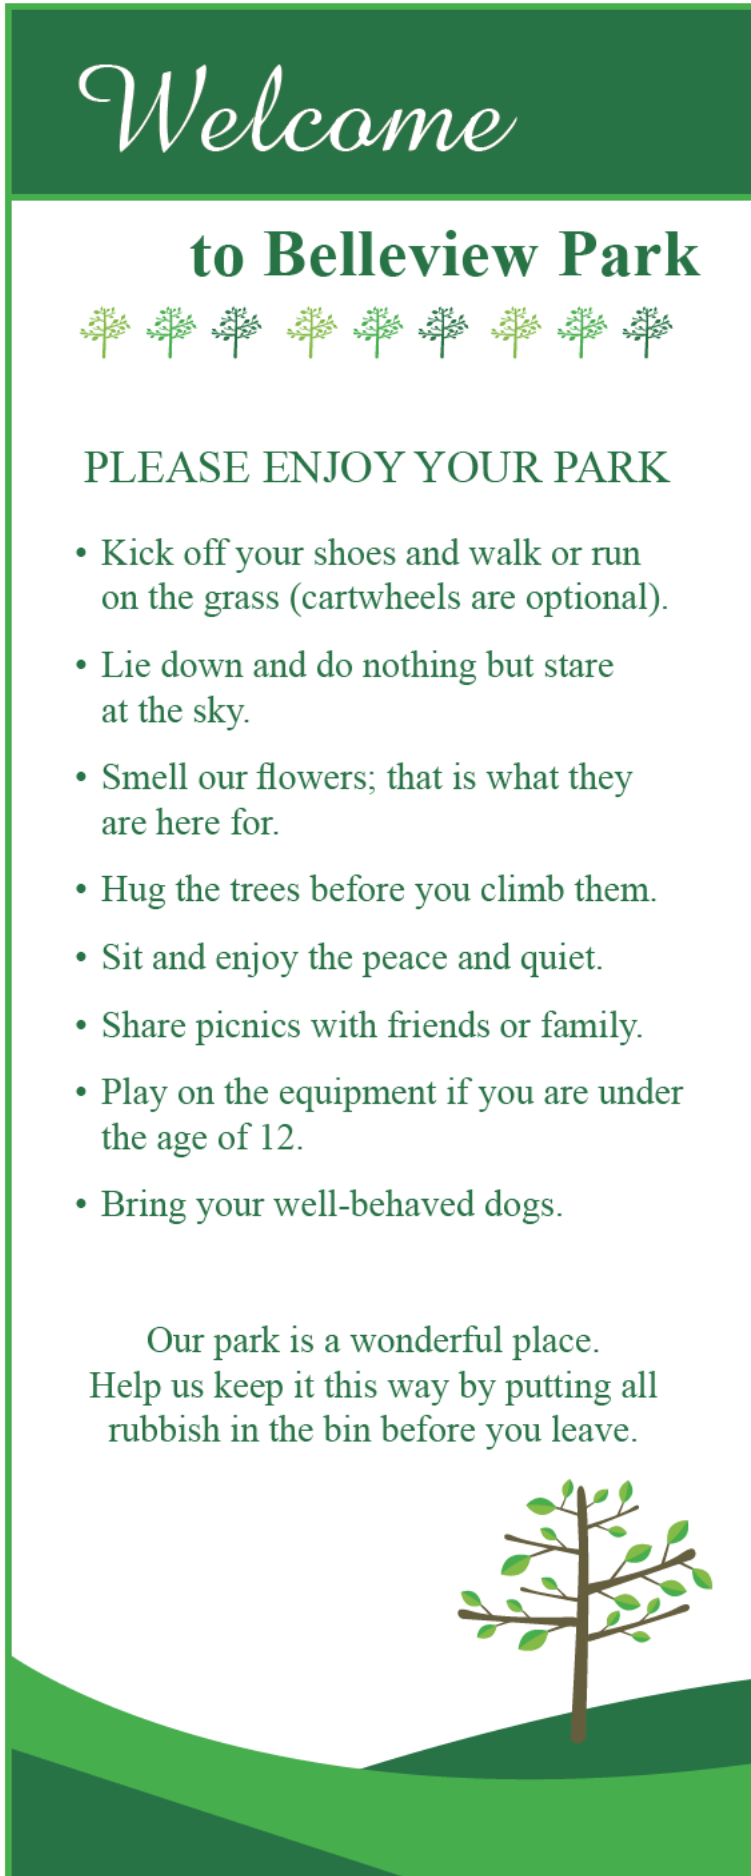 Welcome
to Belleview Park
PLEASE ENJOY YOUR PARK
• Kick off your shoes and walk or run
on the grass (cartwheels are optional).
• Lie down and do nothing but stare
at the sky.
• Smell our flowers; that is what they
are here for.
• Hug the trees before you climb them.
• Sit and enjoy the peace and quiet.
• Share picnics with friends or family.
• Play on the equipment if you are under
the age of 12.
• Bring your well-behaved dogs.
Our park is a wonderful place.
Help us keep it this way by putting all
rubbish in the bin before you leave.